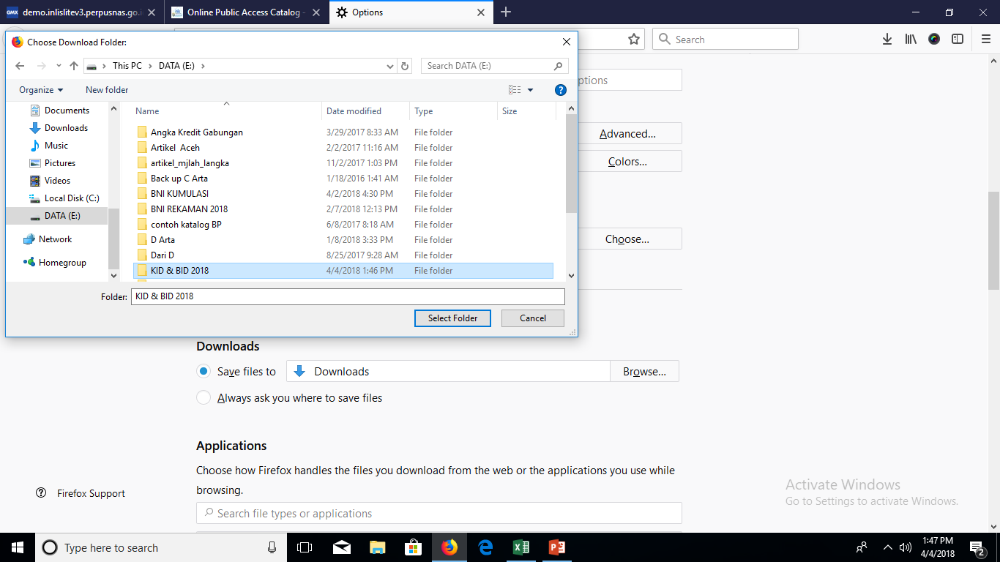 GMX demo.inlislitev3.perpusnas.go.i
Online Public Access Catalog -
Options
Choose Download Folder:
Search
This PC
DATA (E:)
Search DATA (E:)
ptions
Organize
New folder
?
Documents
Downloads
Music
Pictures
Videos
Local Disk (C:)
DATA (E:)
Network
Homegroup
Name Date modified Type Size
Angka Kredit Gabungan 3/29/2017 8:33 AM File folder
Artikel Aceh 2/2/2017 11:16 AM File folder
artikel_mjlah_langka 11/2/2017 1:03 PM File folder
Back up C Arta 1/18/2016 1:41 AM File folder
BNI KUMULASI 4/2/2018 4:30 PM File folder
BNI REKAMAN 2018 2/7/2018 12:13 PM File folder
contoh katalog BP 6/8/2017 8:18 AM File folder
D Arta 1/8/2018 3:33 PM File folder
Dari D 8/25/2017 9:28 AM File folder
KID & BID 2018 4/4/2018 1:46 PM File folder
Advanced...
Colors...
Choose...
Folder: KID & BID 2018
Select Folder
Cancel
Downloads
Save files to
Downloads
Browse...
Always ask you where to save files
Applications
Choose how Firefox handles the files you download from the web or the applications you use while
browsing.
Search file types or applications
? Firefox Support
Activate Windows
Go to Settings to activate Windows.
Type here to search
1:47 PM
4/4/2018
2